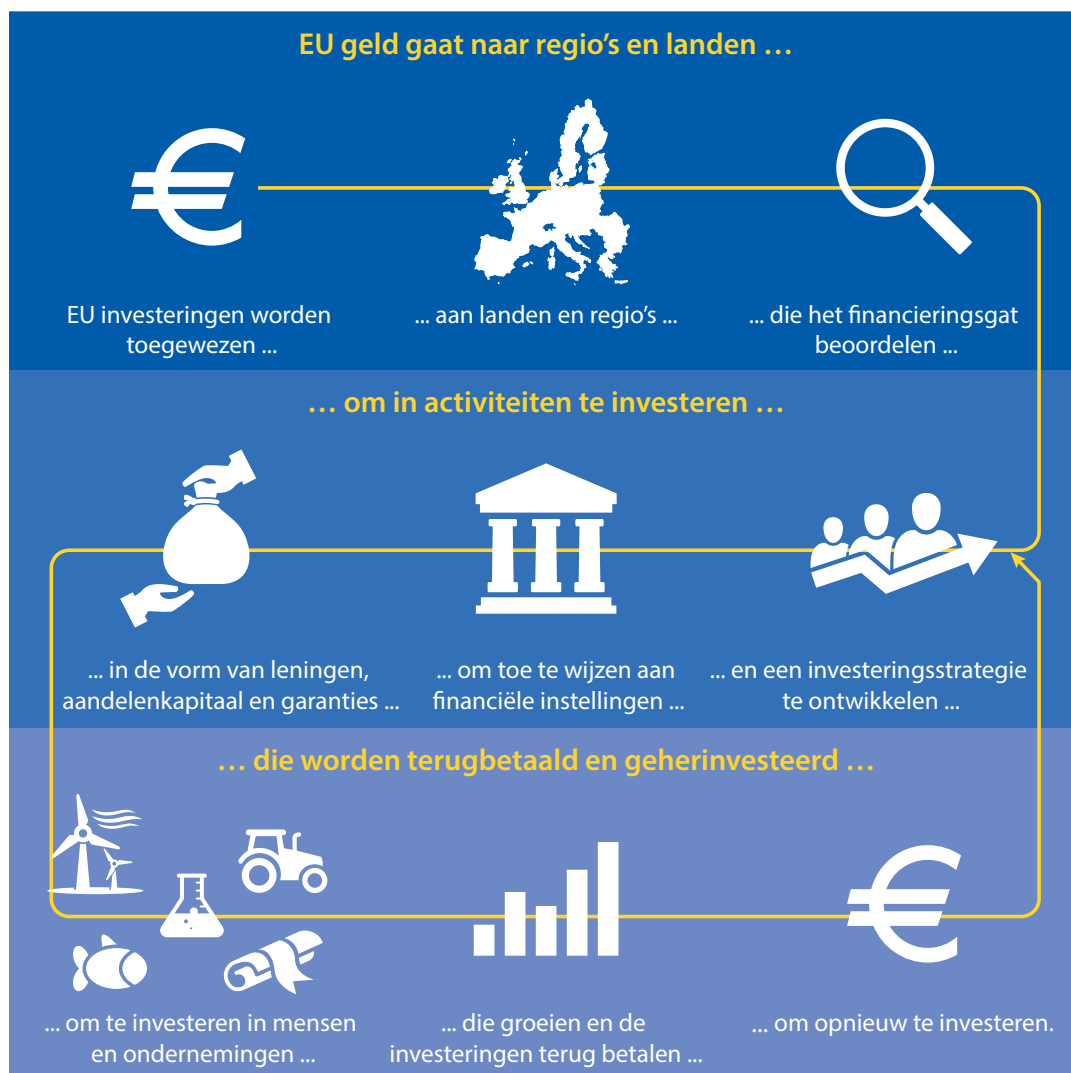 EU geld gaat naar regio’s en landen …
EU investeringen worden
toegewezen ...
... aan landen en regio’s ...
... die het financieringsgat
beoordelen ...
… om in activiteiten te investeren …
... in de vorm van leningen,
aandelenkapitaal en garanties ...
... om toe te wijzen aan
financiële instellingen ...
... en een investeringsstrategie
te ontwikkelen ...
… die worden terugbetaald en geherinvesteerd …
... om te investeren in mensen
en ondernemingen ...
... die groeien en de
investeringen terug betalen ...
... om opnieuw te investeren.